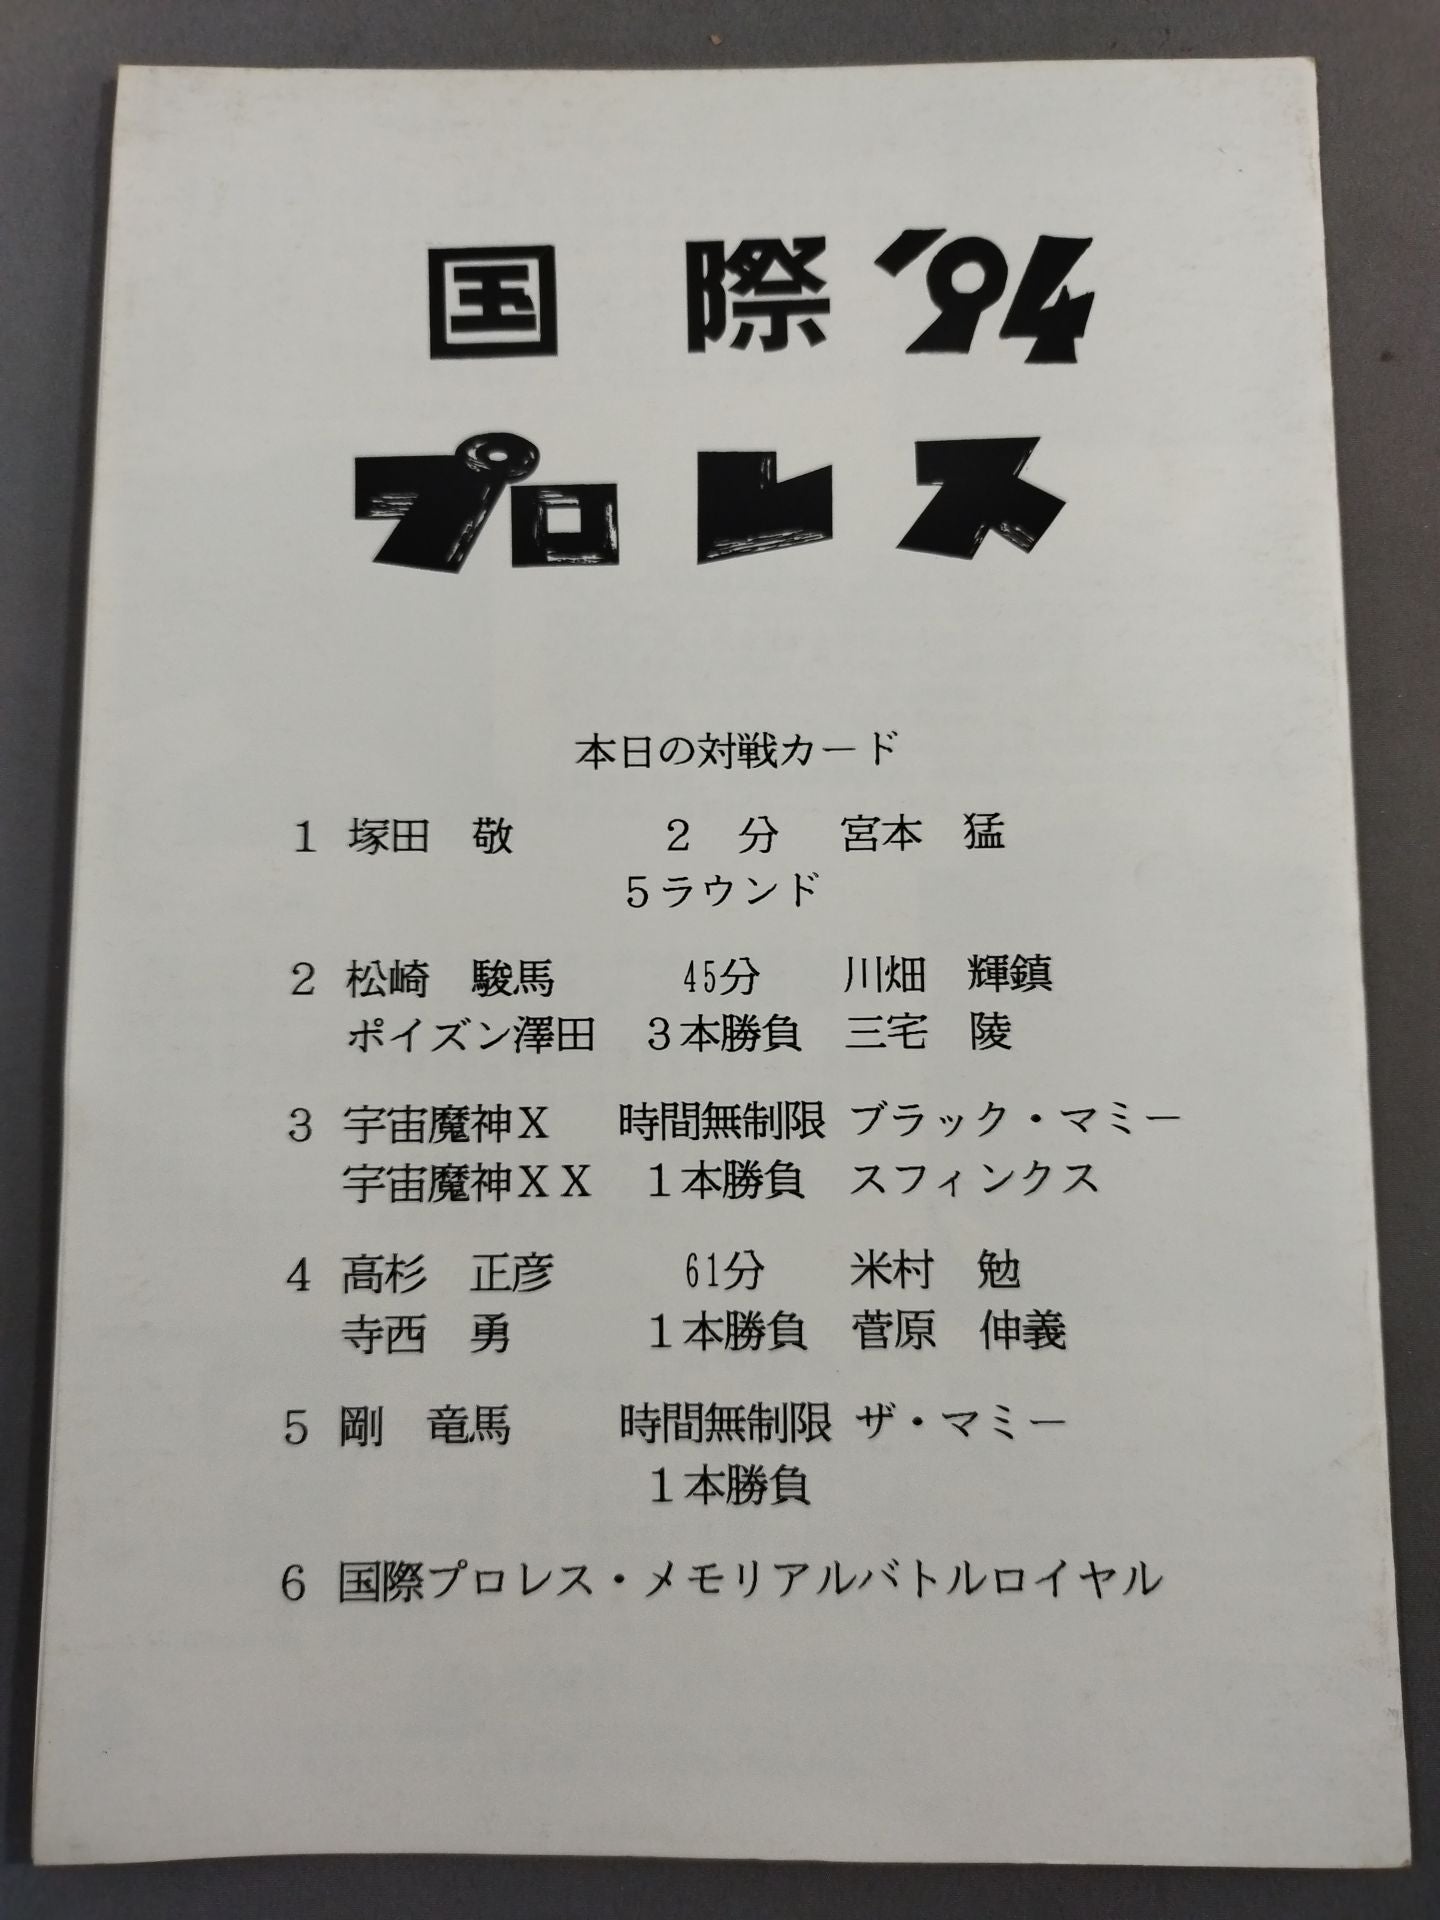 国際'94
プロレス
本日の対戦カード
1 塚田 敬 2 分 宮本 猛
5ラウンド
2 松崎 駿馬 45分 川畑 輝鎮
ポイズン澤田 3本勝負 三宅 陵
3 宇宙魔神X 時間無制限 ブラック・マミー
宇宙魔神XX 1本勝負 スフィンクス
4 高杉 正彦 61分 米村 勉
寺西 勇 1本勝負 菅原 伸義
5 剛 竜馬 時間無制限 ザ・マミー
1本勝負
6 国際プロレス・メモリアルバトルロイヤル